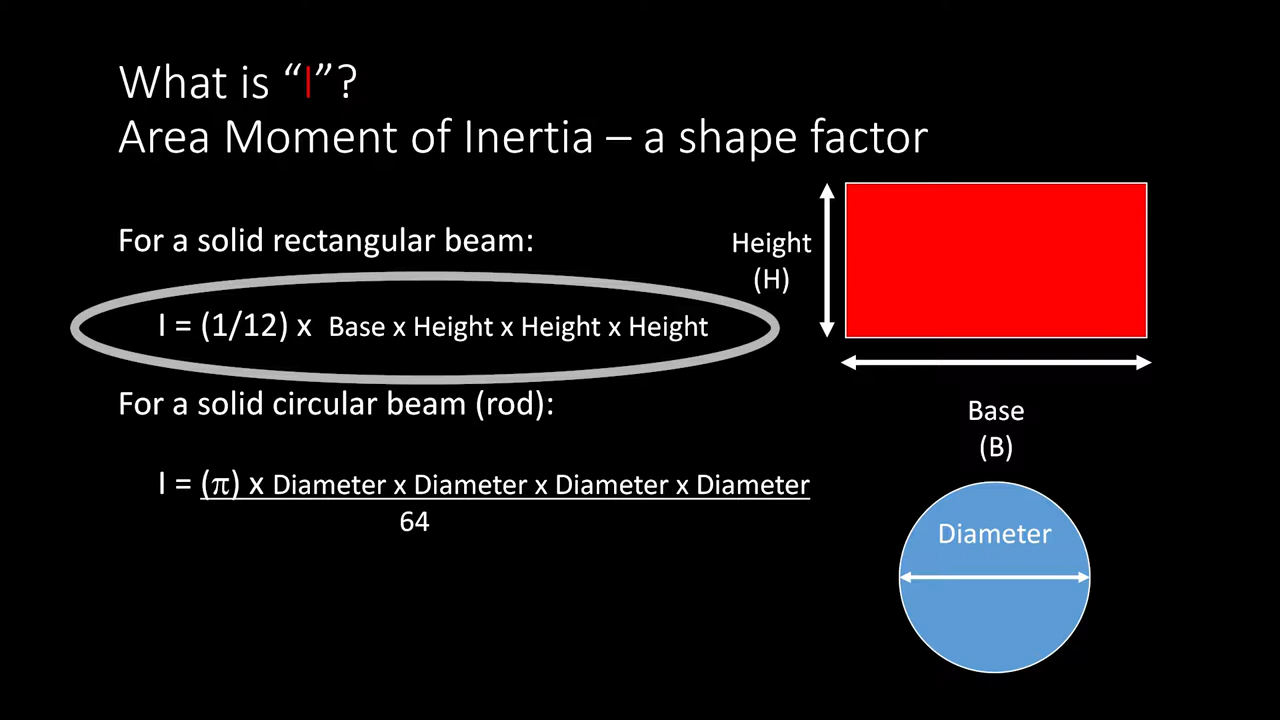 What is “I”?
Area Moment of Inertia – a shape factor
For a solid rectangular beam:
I = (1/12) x Base x Height x Height x Height
For a solid circular beam (rod):
I = (π) x Diameter x Diameter x Diameter x Diameter
64
Height
(H)
Base
(B)
Diameter